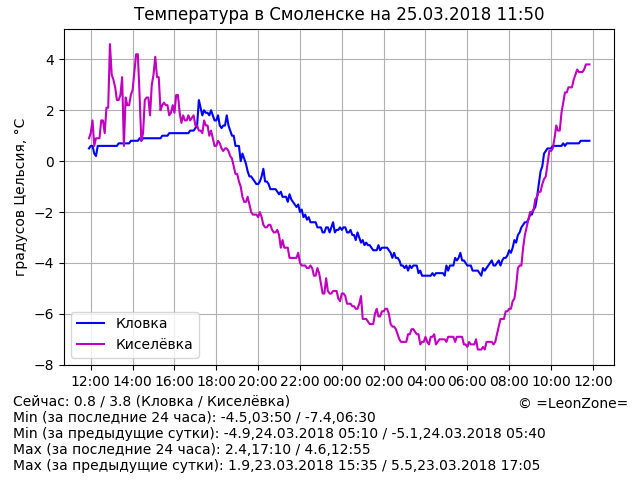 Температура в Смоленске на 25.03.2018 11:50
градусов Цельсия, °C
4
2
0
−2
−4
−6
−8
Кловка
Киселёвка
12:00 14:00 16:00 18:00 20:00 22:00 00:00 02:00 04:00 06:00 08:00 10:00 12:00
Сейчас: 0.8 / 3.8 (Кловка / Киселёвка)
© =LeonZone=
Min (за последние 24 часа): -4.5,03:50 / -7.4,06:30
Min (за предыдущие сутки): -4.9,24.03.2018 05:10 / -5.1,24.03.2018 05:40
Max (за последние 24 часа): 2.4,17:10 / 4.6,12:55
Max (за предыдущие сутки): 1.9,23.03.2018 15:35 / 5.5,23.03.2018 17:05